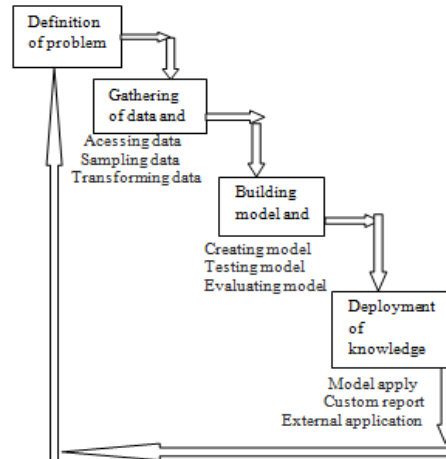 Definition
of problem
Gathering
of data and
Acessing data
Sampling data
Transforming data
Building
model and
Creating model
Testing model
Evaluating model
Deployment
of
knowledge
Model apply
Custom report
External application